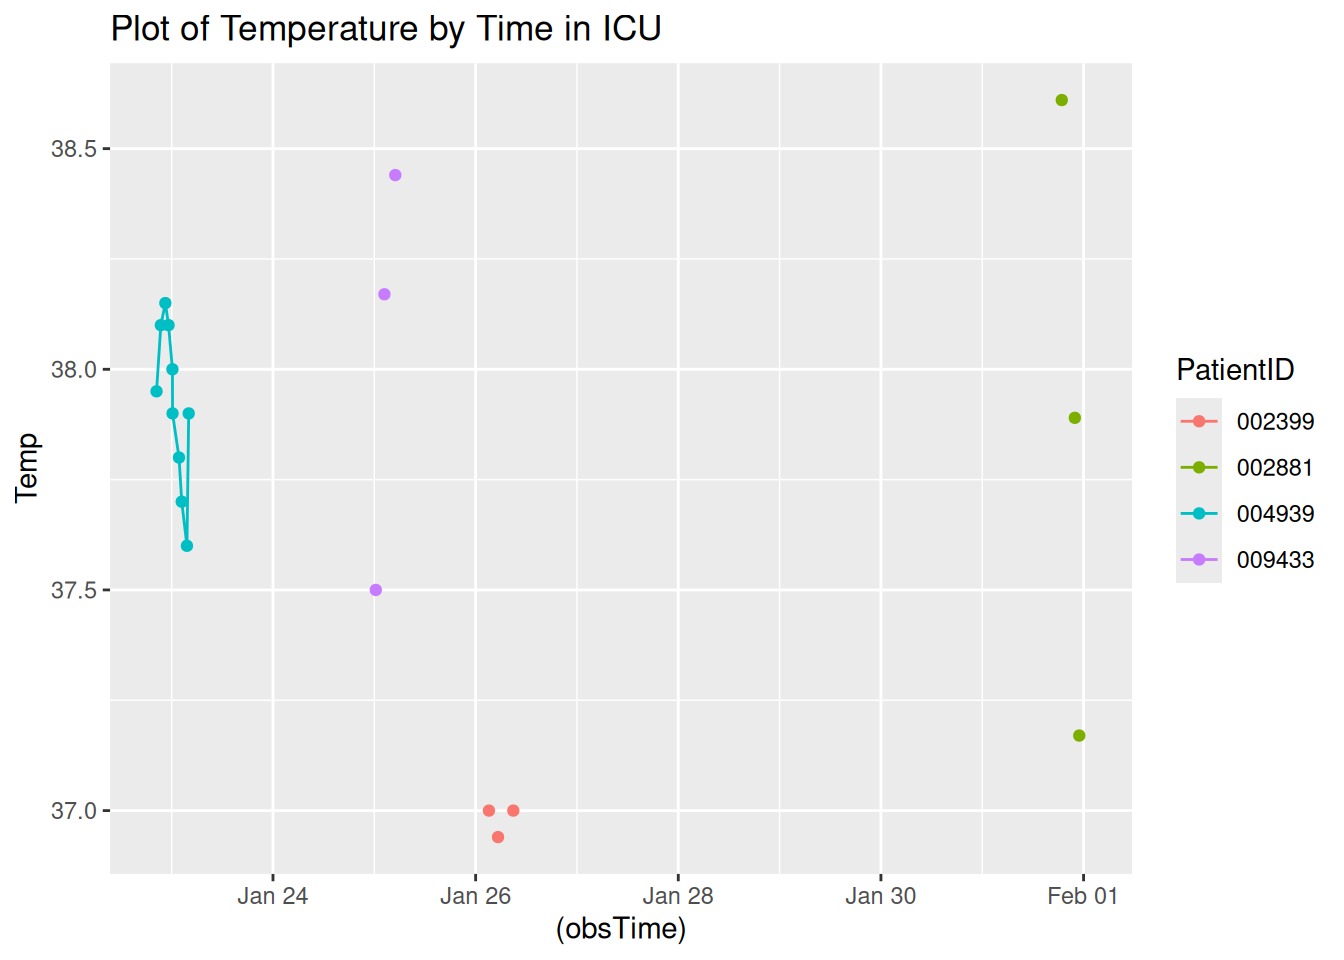 Plot of Temperature by Time in ICU
38.5
38.0
37.5
37.0
Temp
Jan 24 Jan 26 Jan 28 Jan 30 Feb 01
(obsTime)
PatientID
002399
002881
004939
009433